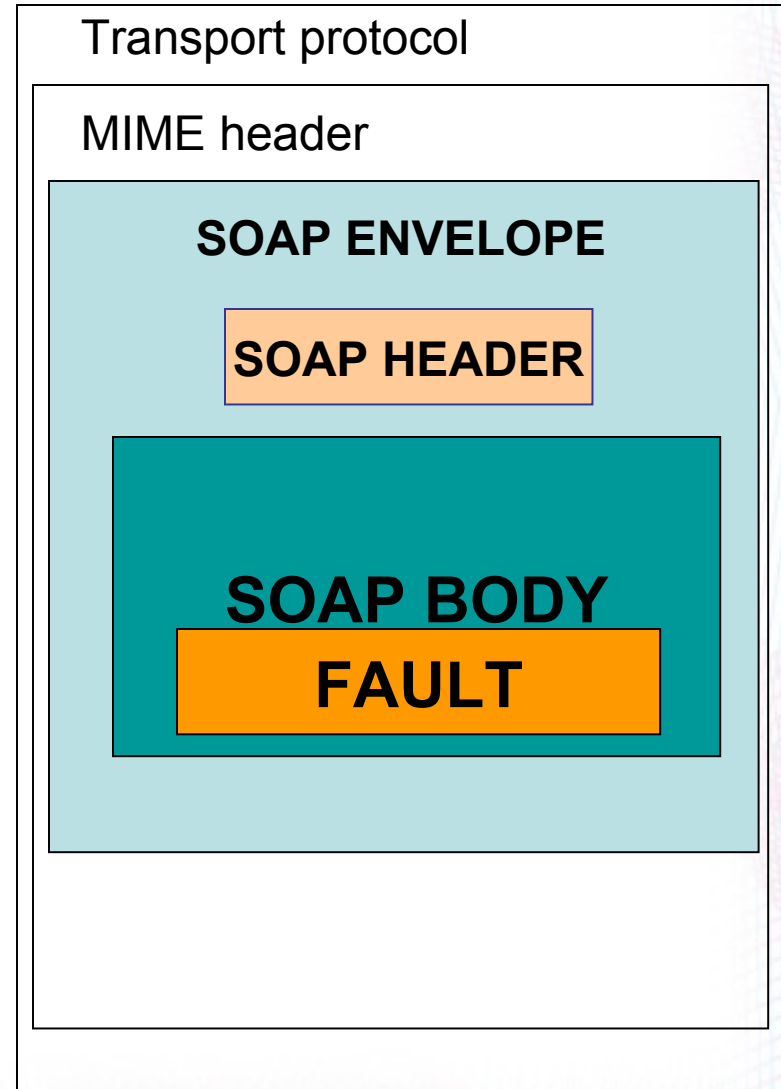 Transport protocol
MIME header
SOAP ENVELOPE
SOAP HEADER
SOAP BODY
FAULT